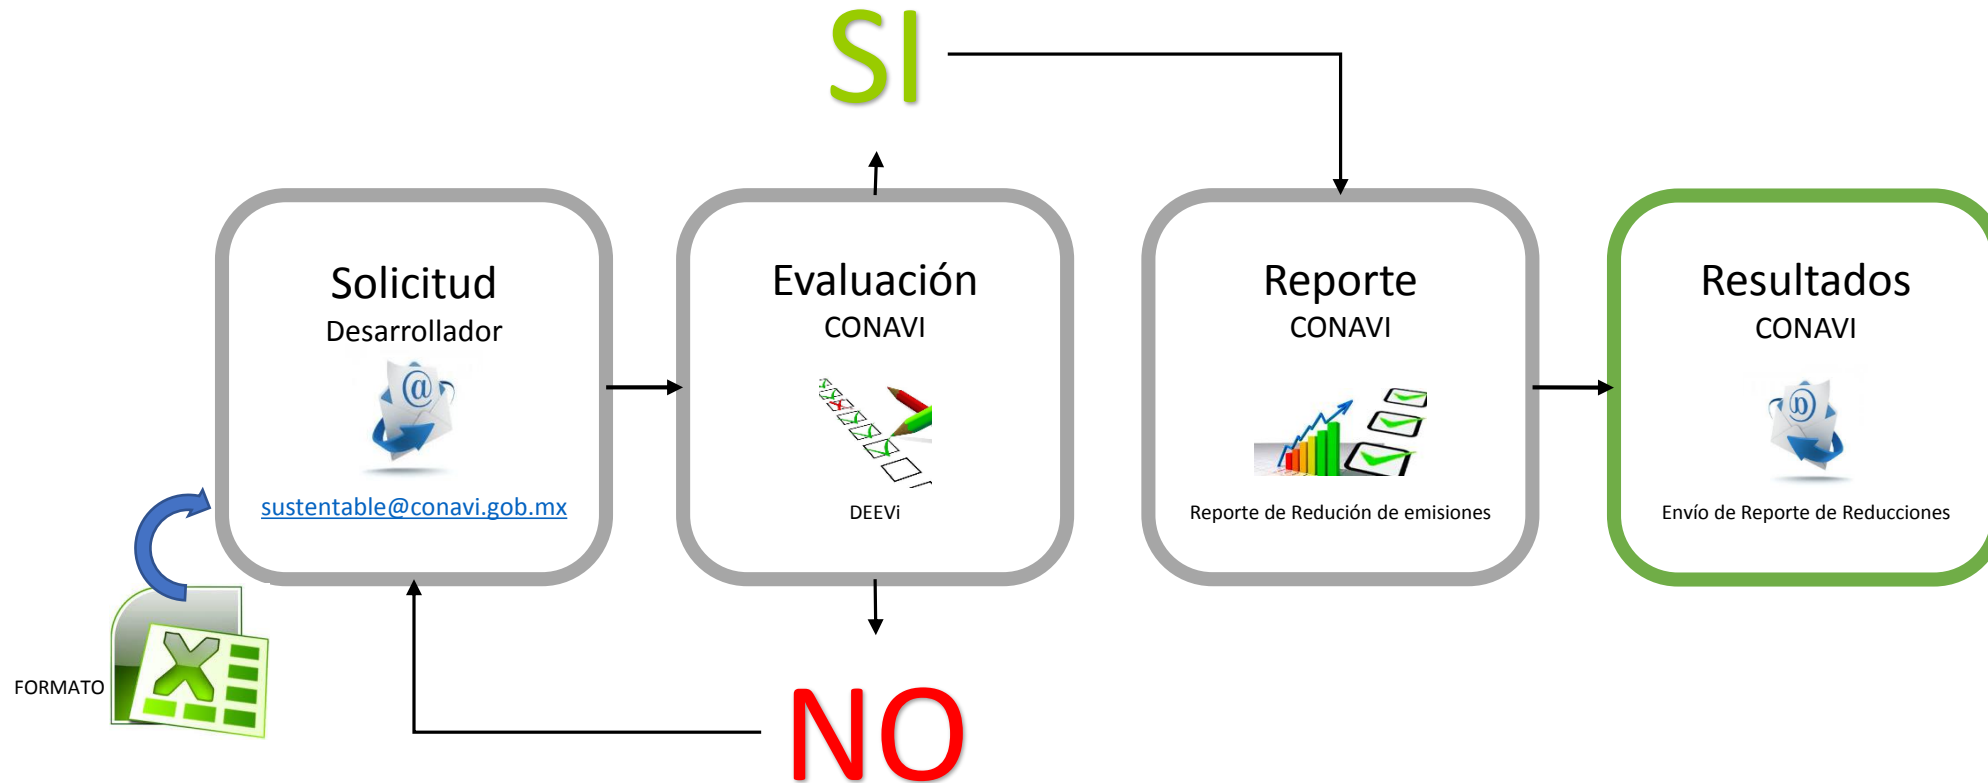 SI
Solicitud
Desarrollador
sustentable@conavi.gob.mx
Evaluación
CONAVI
DEEVi
Reporte
CONAVI
Reporte de Redución de emisiones
Resultados
CONAVI
Envío de Reporte de Reducciones
FORMATO
NO